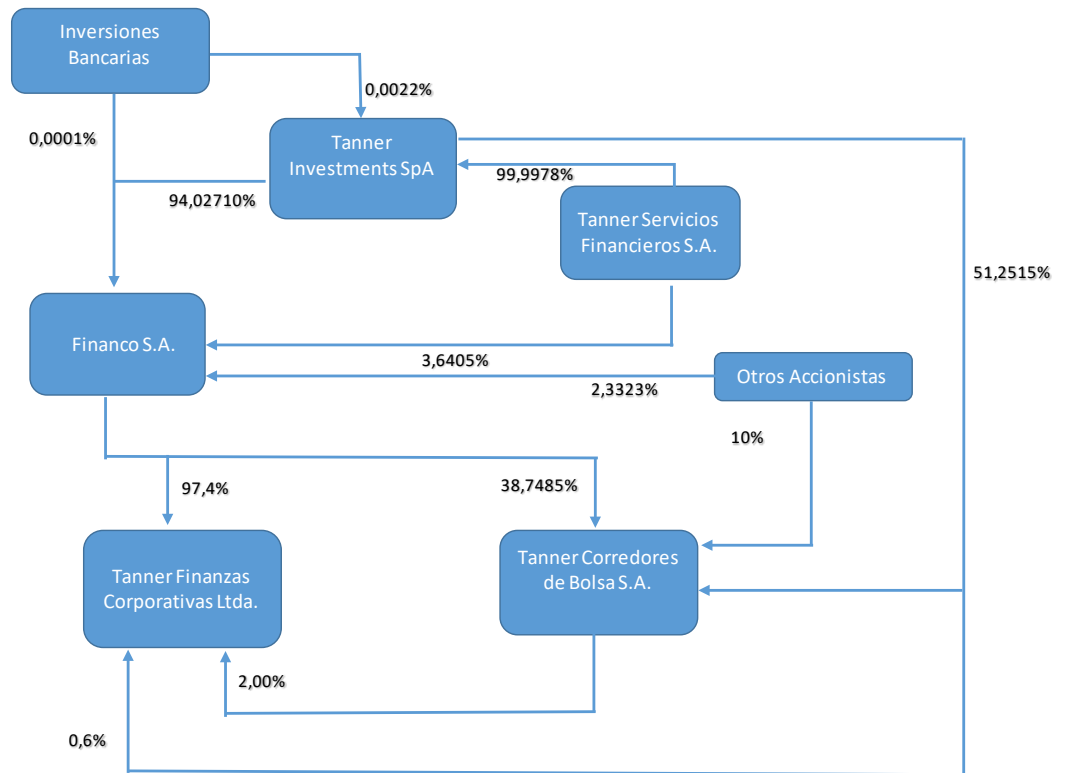 Inversiones
Bancarias
0,0022%
0,0001%
Tanner
Investments SpA
99,9978%
94,02710%
Tanner Servicios
Financieros S.A.
51,2515%
Financo S.A.
3,6405%
Otros Accionistas
2,3323%
10%
97,4%
38,7485%
Tanner Finanzas
Corporativas Ltda.
Tanner Corredores
de Bolsa S.A.
2,00%
0,6%